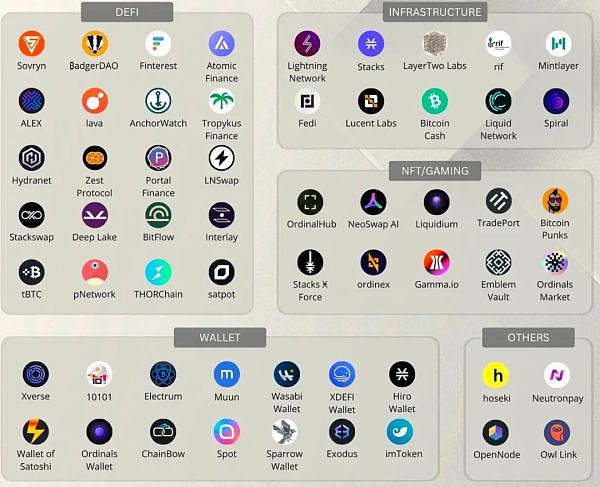 DEFI
Sovryn
BadgerDAO
Finterest
Atomic
Finance
ALEX
lava
AnchorWatch
Tropykus
Finance
Hydranet
Zest
Protocol
Portal
Finance
LNSwap
Stackswap
Deep Lake
BitFlow
Interlay
tBTC
pNetwork
THORChain
satpot
INFRASTRUCTURE
Lightning
Network
Stacks
LayerTwo Labs
rif
rif
Mintlayer
Fedi
Lucent Labs
Bitcoin
Cash
Liquid
Network
Spiral
NFT/GAMING
OrdinalHub
NeoSwap AI
Liquidium
TradePort
Bitcoin
Punks
Stacks Ӿ
Force
ordinex
Gamma.io
Emblem
Vault
Ordinals
Market
WALLET
Xverse
10101
Electrum
m
Muun
Wasabi
Wallet
XDEFI
Wallet
Hiro
Wallet
Wallet of
Satoshi
Ordinals
Wallet
ChainBow
Spot
Sparrow
Wallet
Exodus
imToken
OTHERS
h
hoseki
Neutronpay
OpenNode
Owl Link